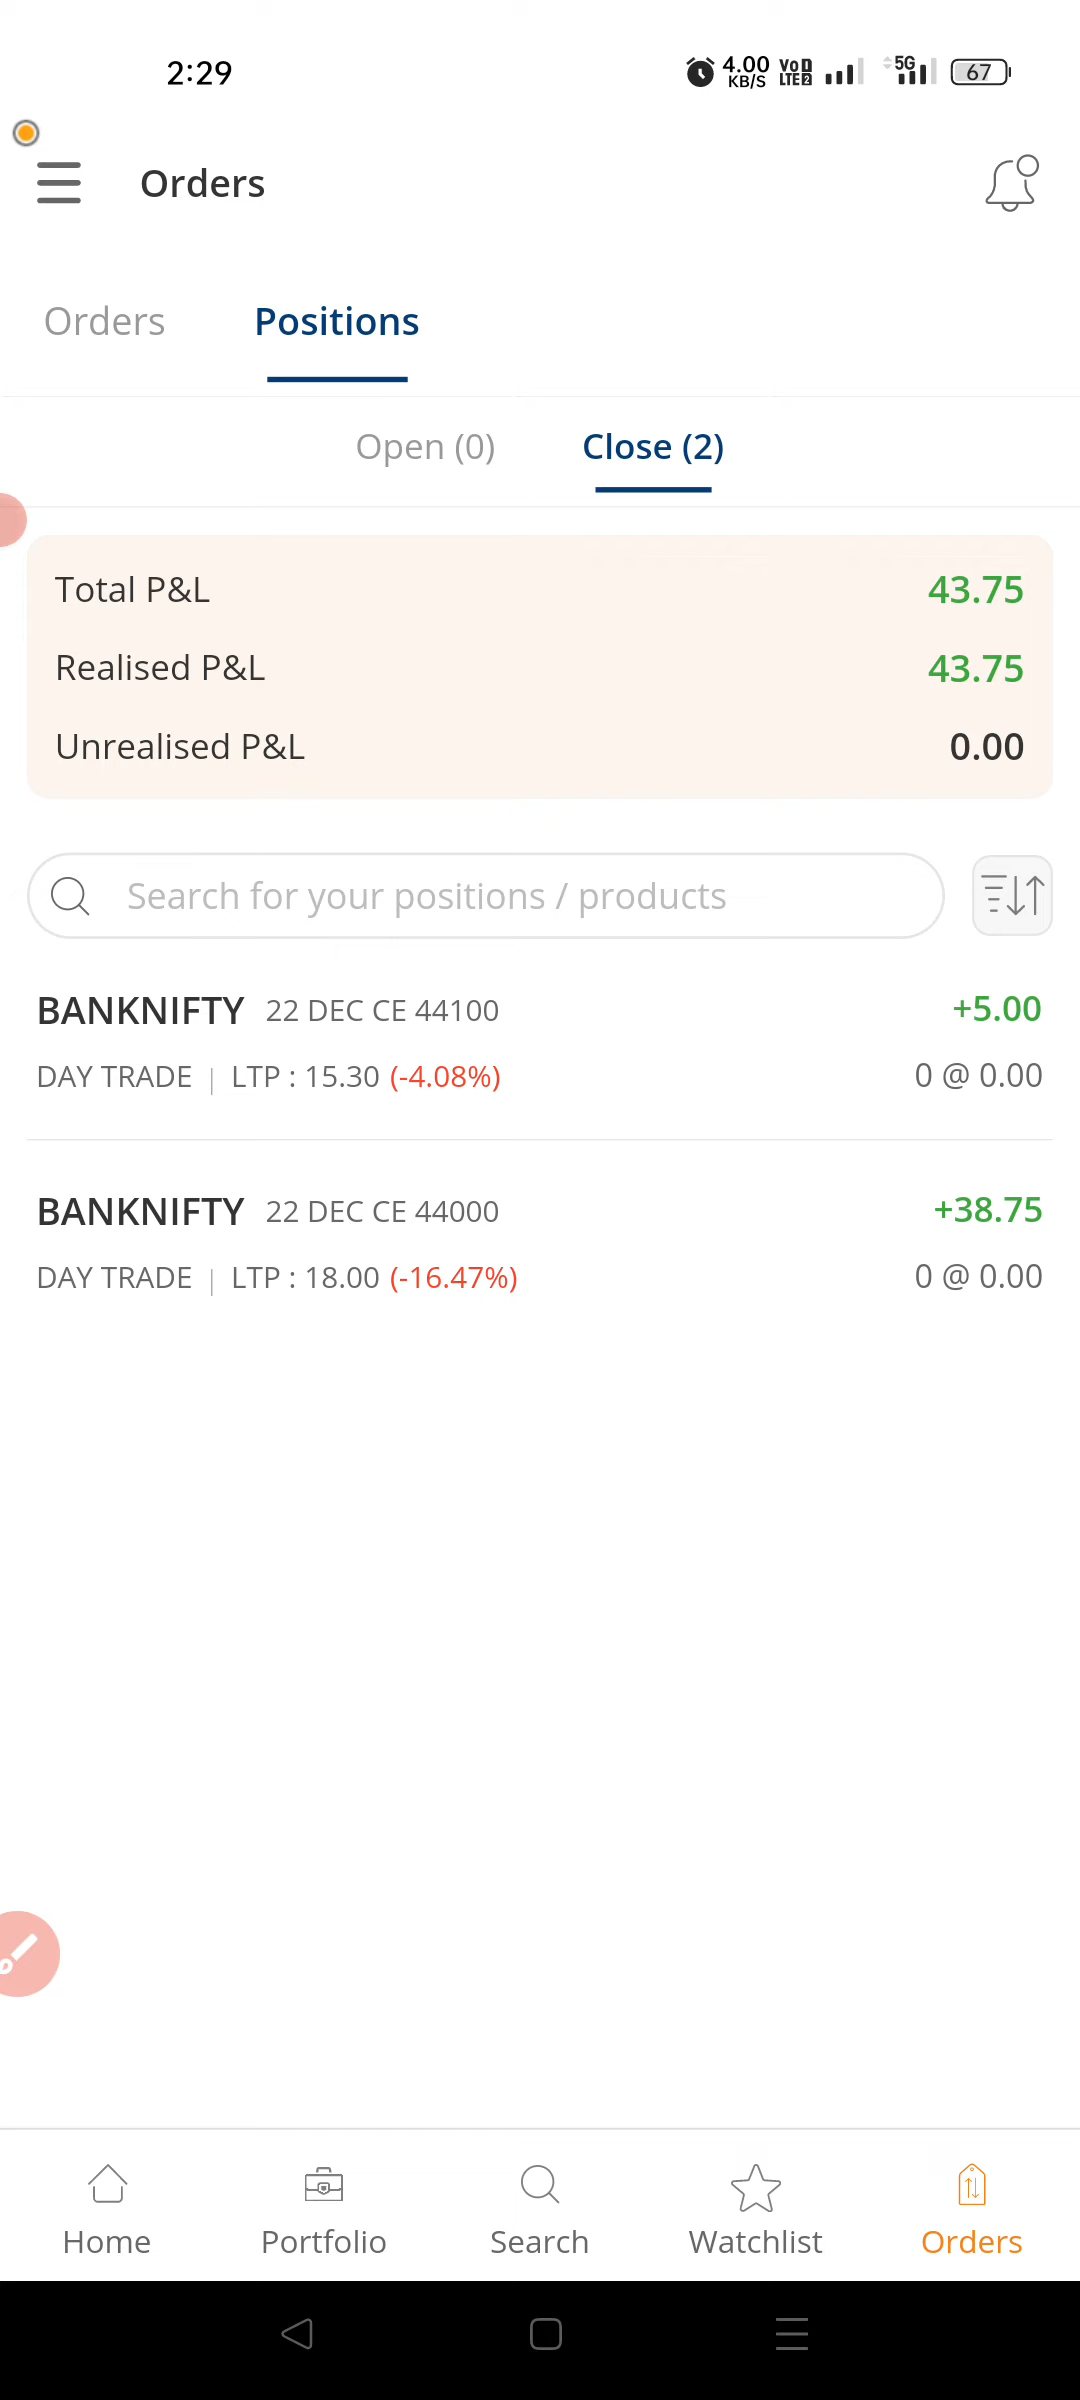 2:29 4.00 KB/S VoD LTE2 5G 67
Orders
Orders Positions
Open (0) Close (2)
Total P&L 43.75
Realised P&L 43.75
Unrealised P&L 0.00
Search for your positions / products
BANKNIFTY 22 DEC CE 44100 +5.00
DAY TRADE | LTP : 15.30 (-4.08%) 0 @ 0.00
BANKNIFTY 22 DEC CE 44000 +38.75
DAY TRADE | LTP : 18.00 (-16.47%) 0 @ 0.00
Home Portfolio Search Watchlist Orders